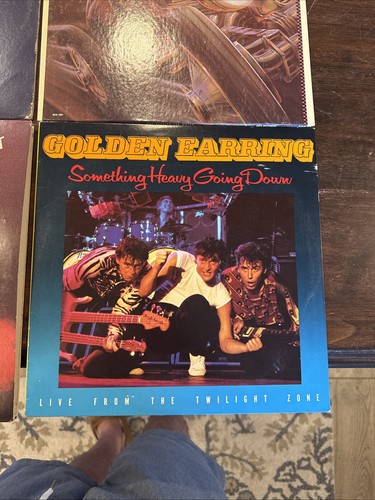 GOLDEN EARRING
Something Heavy Going Down
LIVE FROM THE TWILIGHT ZONE